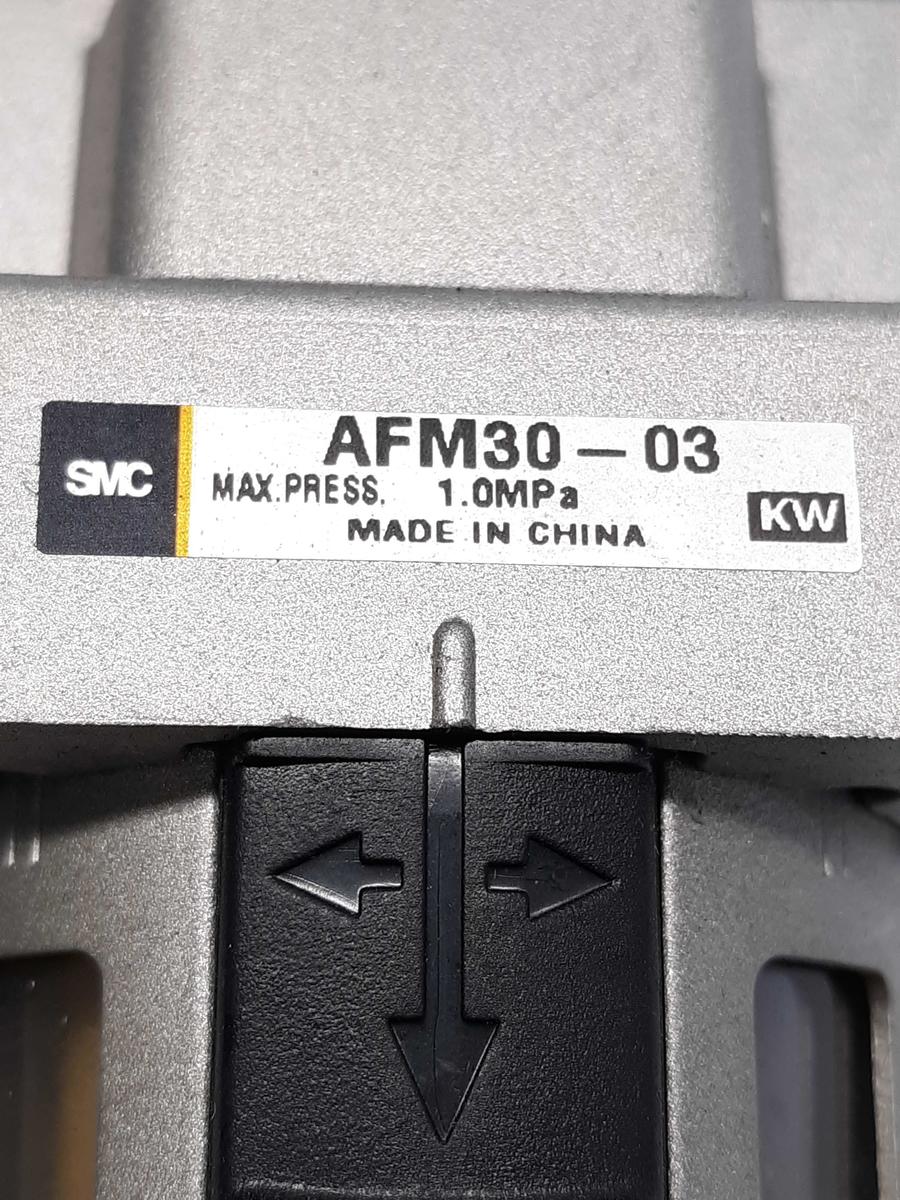 SMC
AFM30-03
MAX.PRESS. 1.0MPa
MADE IN CHINA
KW